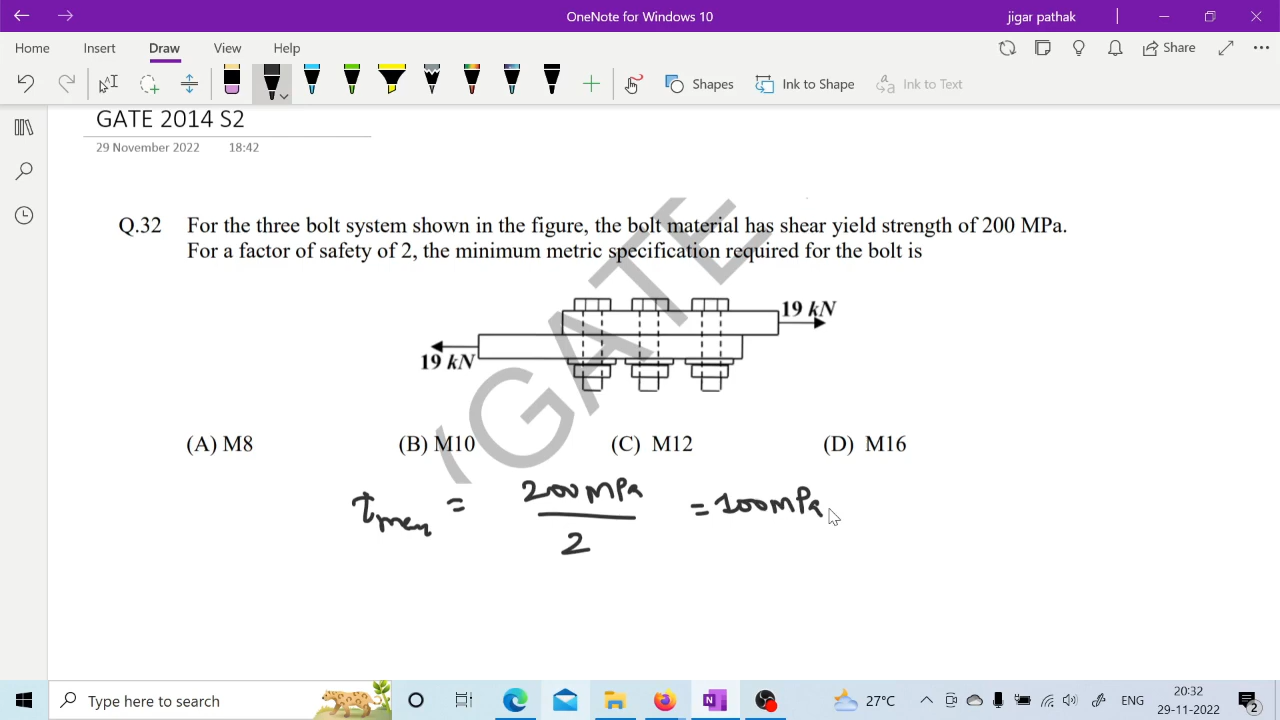 OneNote for Windows 10
jigar pathak
Home Insert Draw View Help
Share
Shapes Ink to Shape Ink to Text
GATE 2014 S2
29 November 2022 18:42
Q.32 For the three bolt system shown in the figure, the bolt material has shear yield strength of 200 MPa.
For a factor of safety of 2, the minimum metric specification required for the bolt is
19 kN
19 kN
(A) M8 (B) M10 (C) M12 (D) M16
GATE
τmax = 200 MPa / 2 = 100 MPa
Type here to search
27°C
ENG
20:32
29-11-2022
2